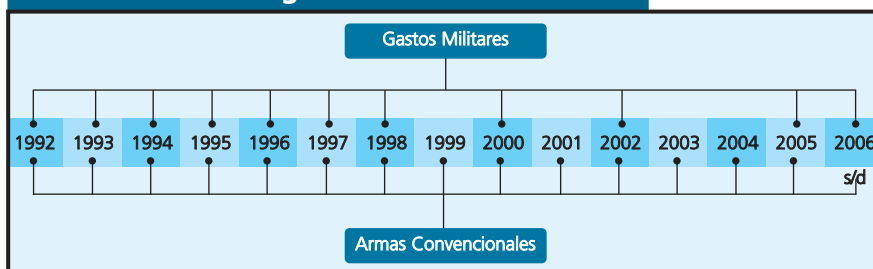 Gastos Militares
1992 1993 1994 1995 1996 1997 1998 1999 2000 2001 2002 2003 2004 2005 2006
s/d
Armas Convencionales